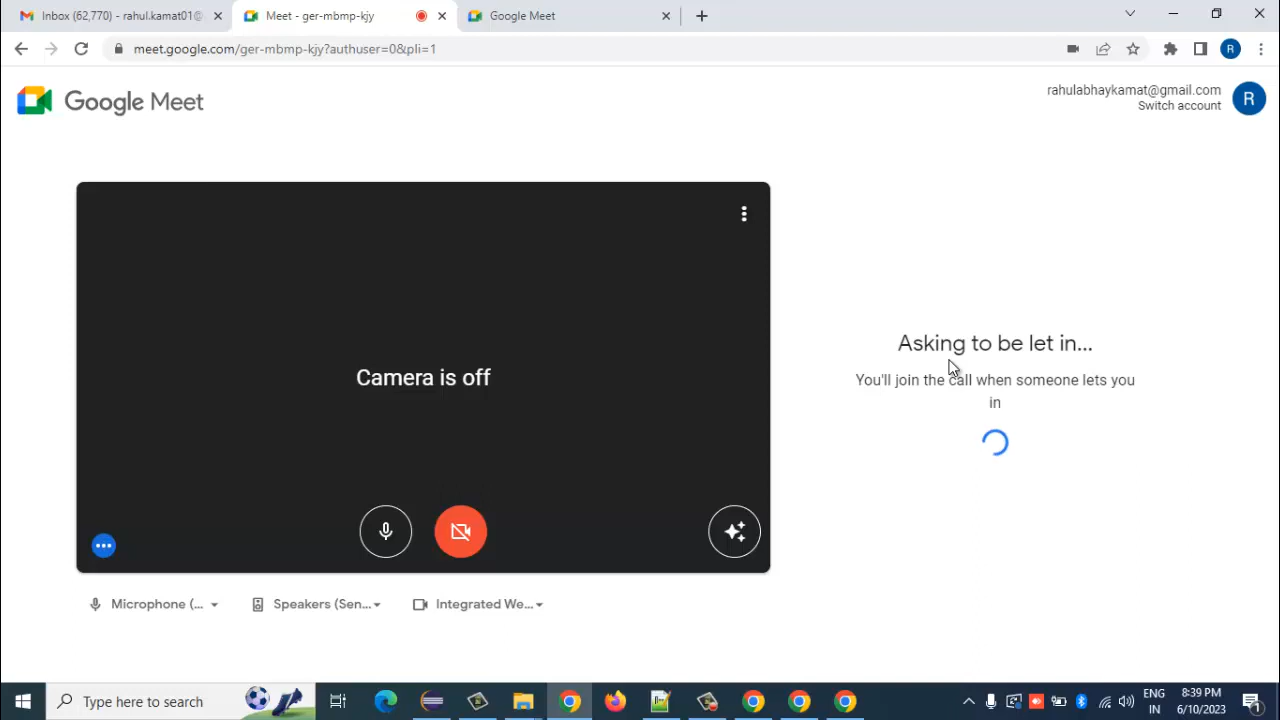 Inbox (62,770) - rahul.kamat01@
Meet - ger-mbmp-kjy
Google Meet
meet.google.com/ger-mbmp-kjy?authuser=0&pli=1
R
Google Meet
rahulabhaykamat@gmail.com
Switch account
R
Camera is off
Asking to be let in...
You'll join the call when someone lets you
in
Microphone (...
Speakers (Sen...
Integrated We...
Type here to search
ENG
IN
8:39 PM
6/10/2023
1